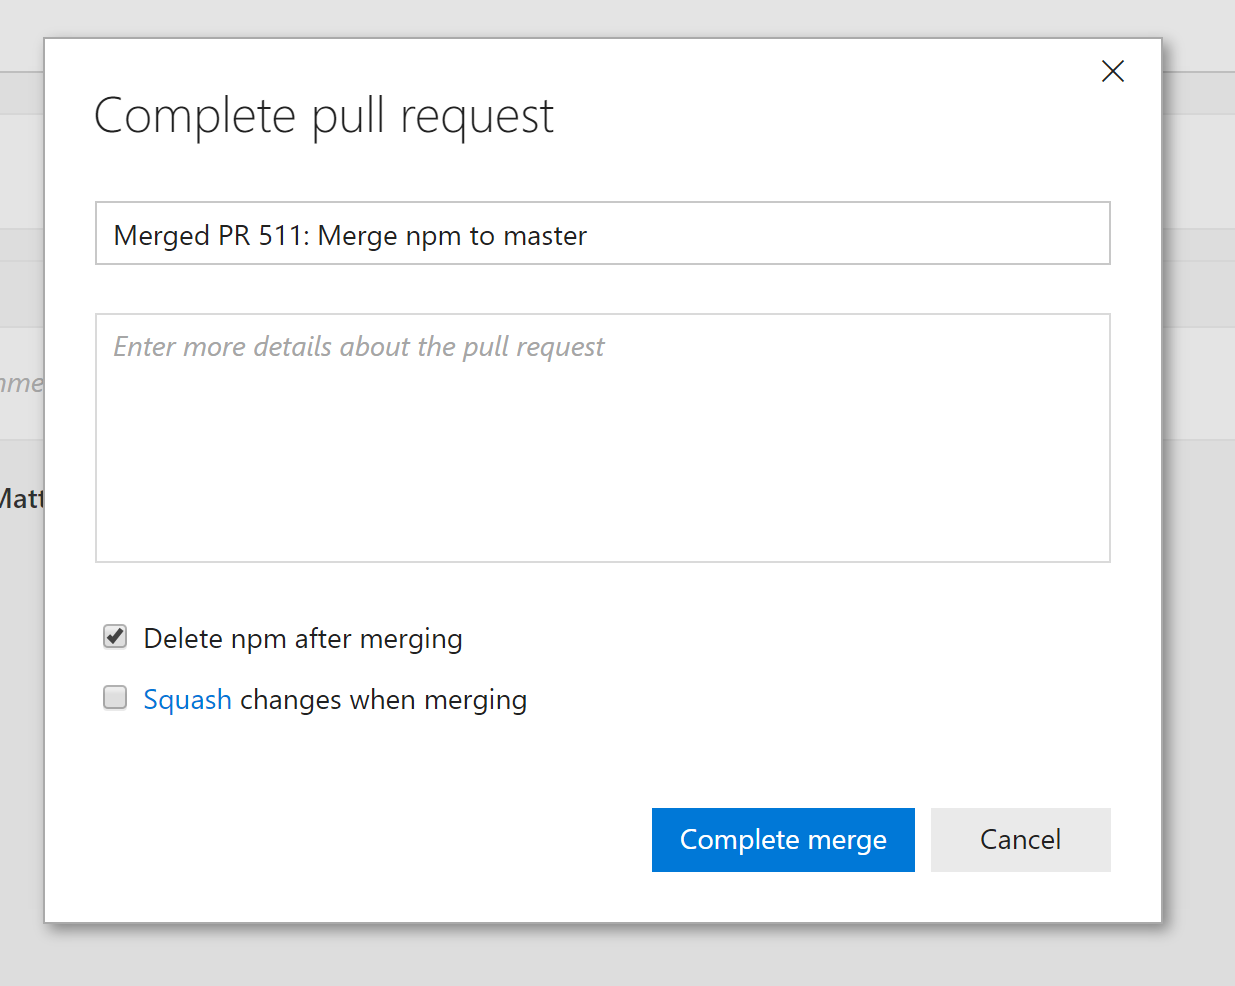 Complete pull request
Merged PR 511: Merge npm to master
Enter more details about the pull request
Matt
Delete npm after merging
Squash changes when merging
Complete merge
Cancel